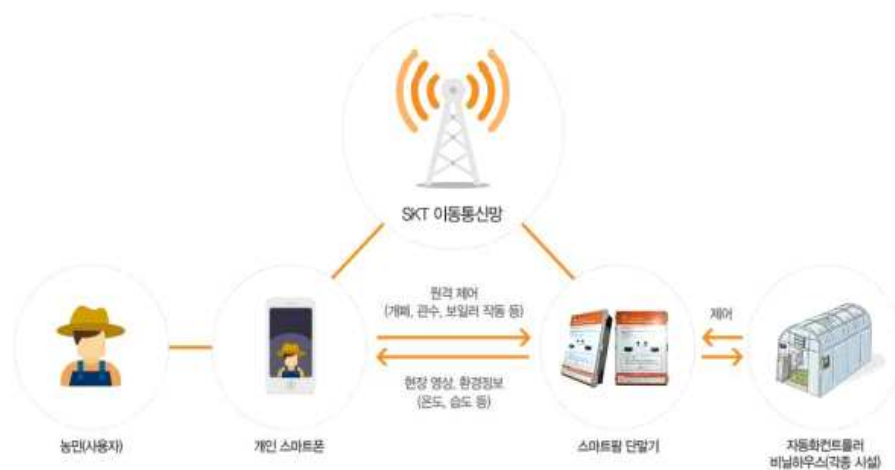 SKT 이동통신망
원격 제어
(개폐, 관수, 보일러 작동 등)
제어
현장 영상, 환경정보
(온도, 습도 등)
농민(사용자)
개인 스마트폰
스마트팜 단말기
자동화컨트롤러
비닐하우스(각종 시설)